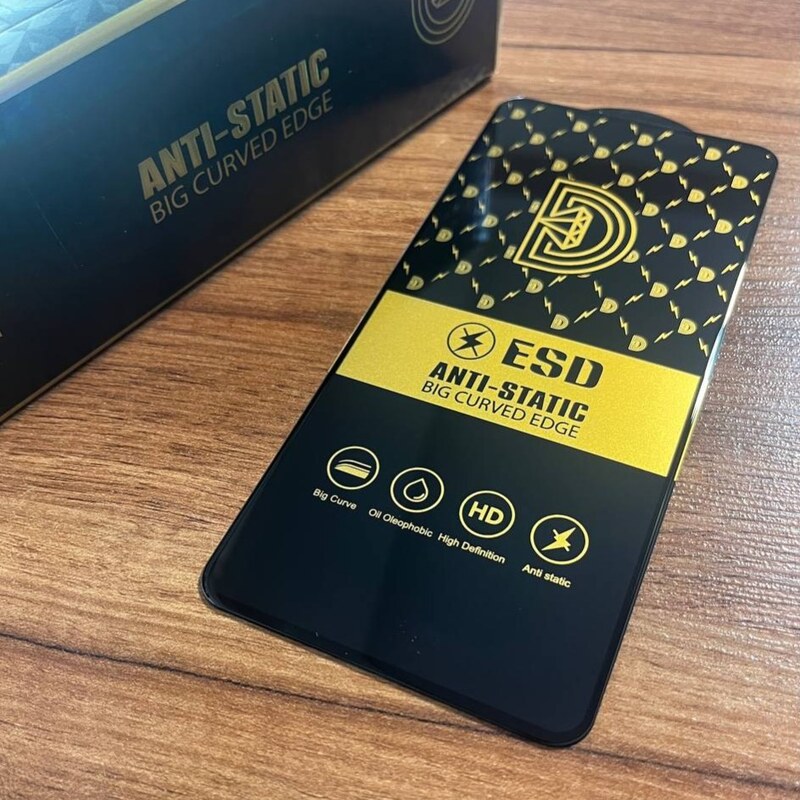 ANTI-STATIC
BIG CURVED EDGE
D
ESD
ANTI-STATIC
BIG CURVED EDGE
HD
Big Curve
Oil Oleophobic
High Definition
Anti static